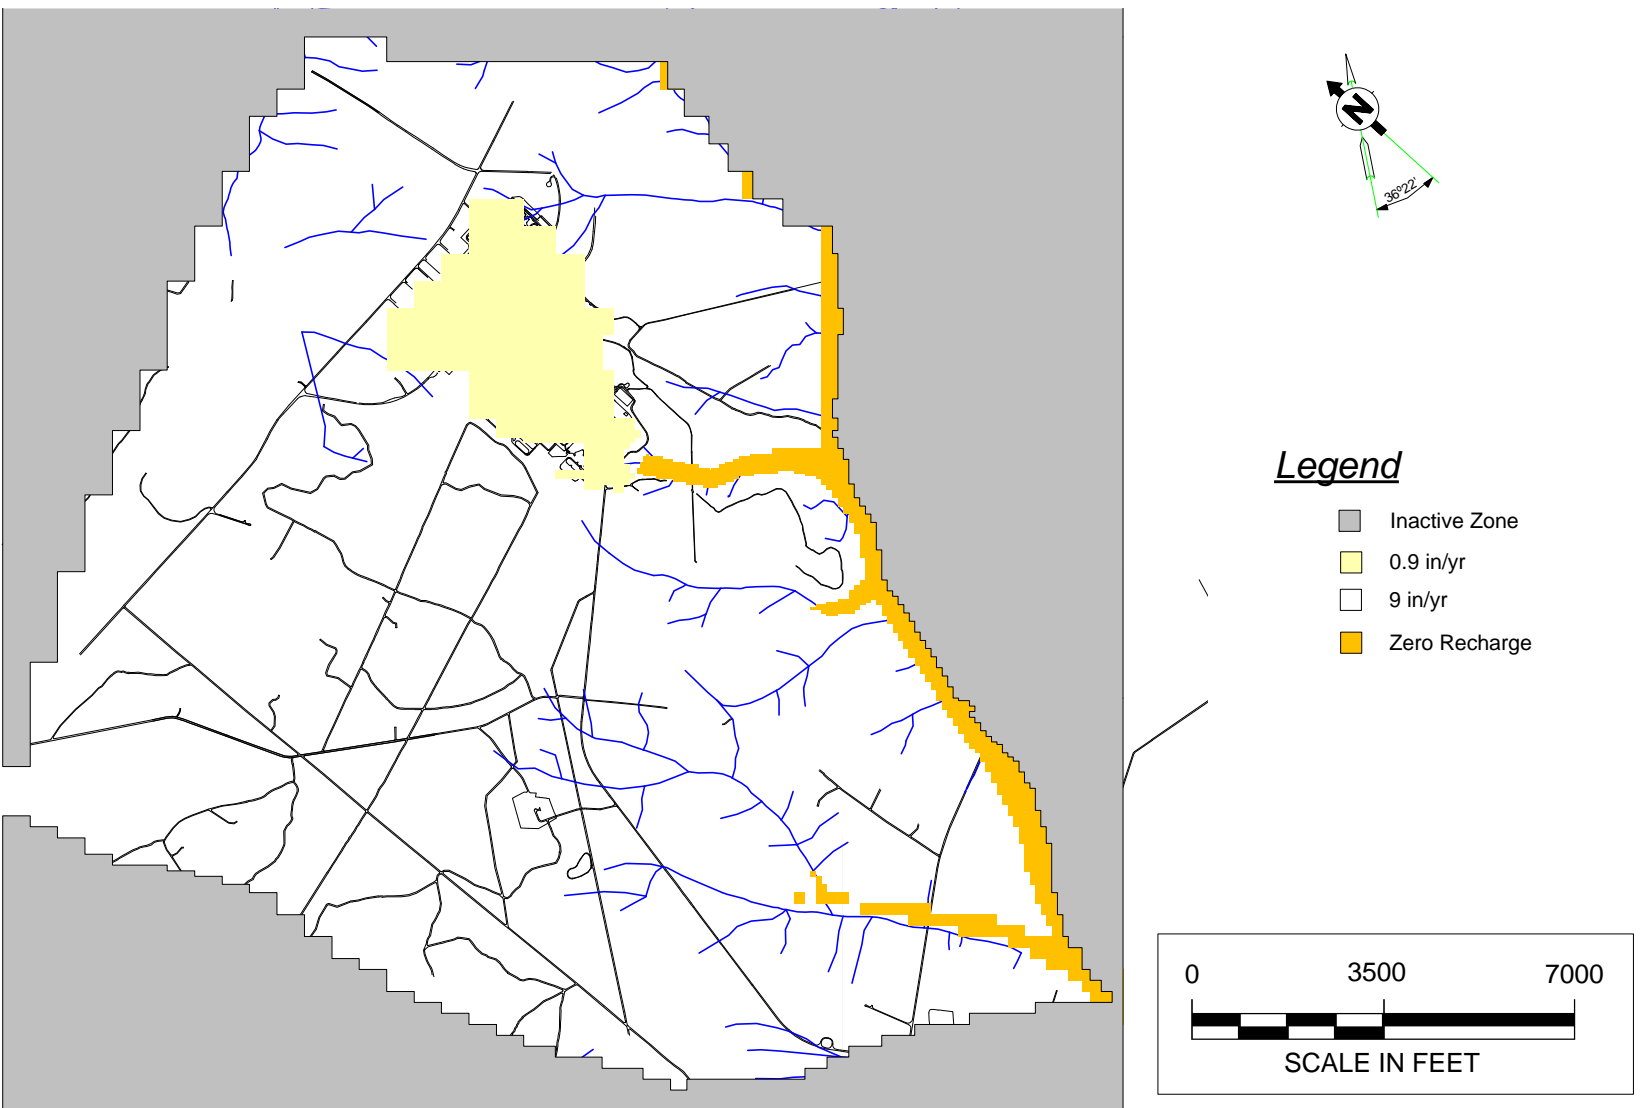 N
36°22'
Legend
Inactive Zone
0.9 in/yr
9 in/yr
Zero Recharge
0 3500 7000
SCALE IN FEET